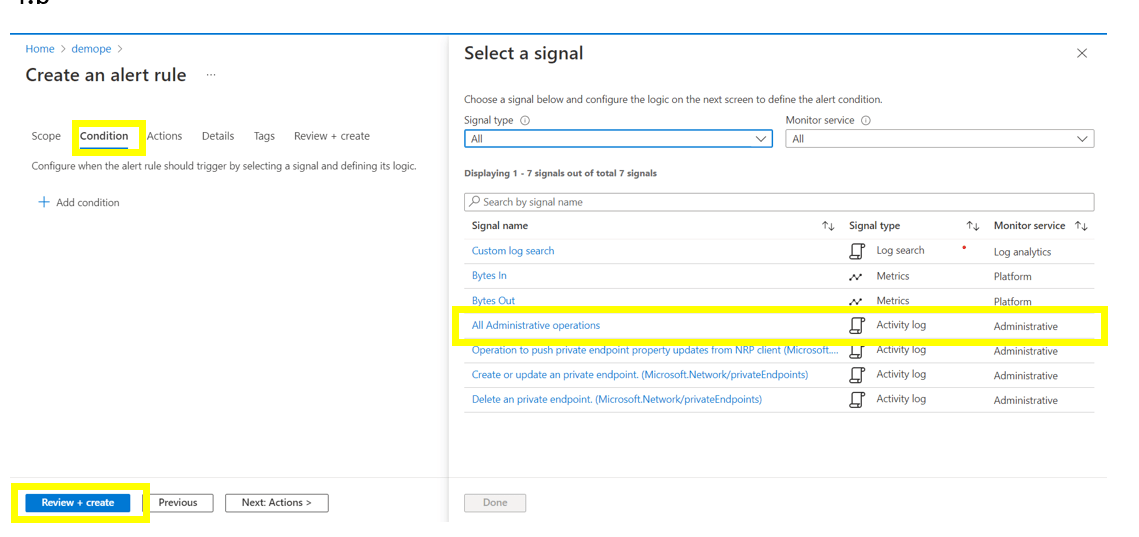 Home > demope >
Create an alert rule ...
Scope Condition Actions Details Tags Review + create
Configure when the alert rule should trigger by selecting a signal and defining its logic.
+ Add condition
Review + create Previous Next: Actions >
Select a signal
Choose a signal below and configure the logic on the next screen to define the alert condition.
Signal type Monitor service
All All
Displaying 1 - 7 signals out of total 7 signals
Search by signal name
Signal name Signal type Monitor service
Custom log search Log search Log analytics
Bytes In Metrics Platform
Bytes Out Metrics Platform
All Administrative operations Activity log Administrative
Operation to push private endpoint property updates from NRP client (Microsoft.... Activity log Administrative
Create or update an private endpoint. (Microsoft.Network/privateEndpoints) Activity log Administrative
Delete an private endpoint. (Microsoft.Network/privateEndpoints) Activity log Administrative
Done